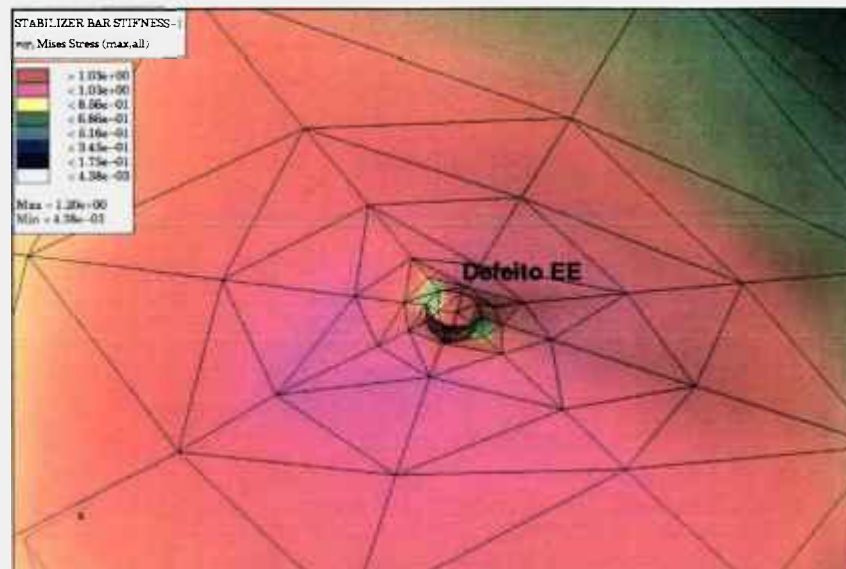 STABILIZER BAR STIFNESS-1
Mises Stress (max,all)
> 1.03e+00
< 1.03e+00
< 8.56e-01
< 6.86e-01
< 5.16e-01
< 3.45e-01
< 1.75e-01
< 4.38e-03
Max = 1.20e+00
Min = 4.38e-03
Defeito EE